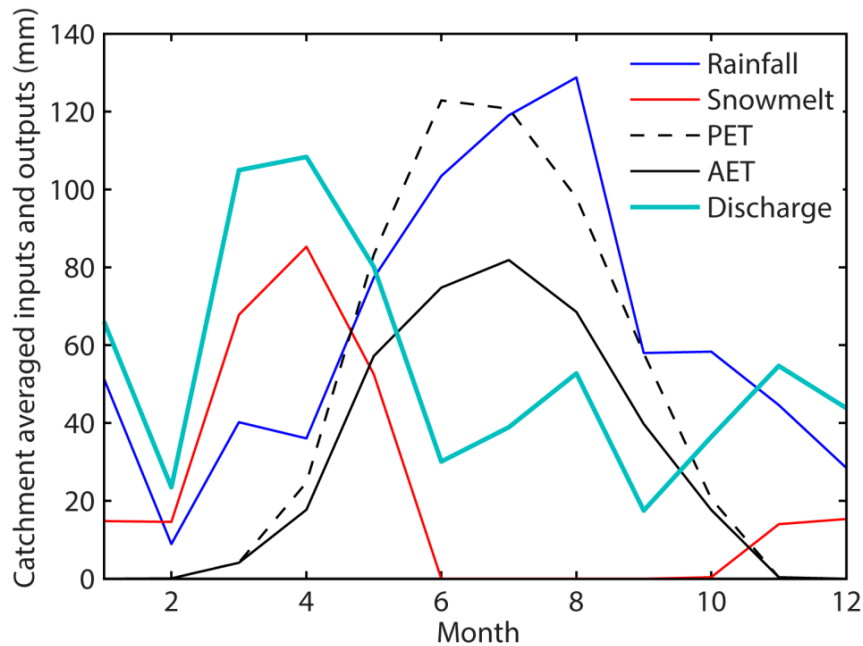 Catchment averaged inputs and outputs (mm)
140
120
100
80
60
40
20
0
Rainfall
Snowmelt
PET
AET
Discharge
2
4
6
8
10
12
Month